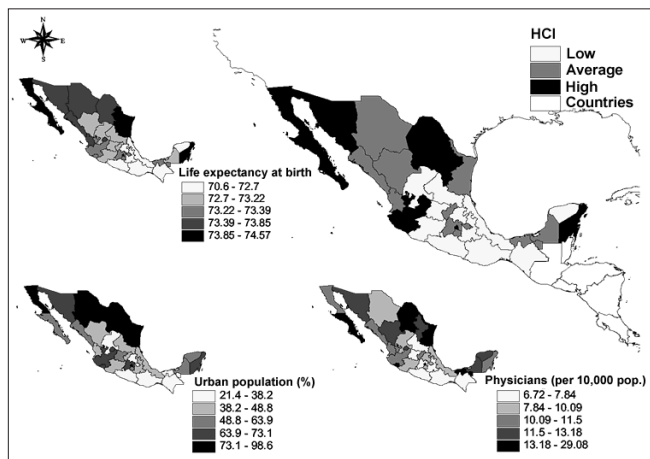 N
W
E
S
HCI
Low
Average
High
Countries
Life expectancy at birth
70.6 - 72.7
72.7 - 73.22
73.22 - 73.39
73.39 - 73.85
73.85 - 74.57
Urban population (%)
21.4 - 38.2
38.2 - 48.8
48.8 - 63.9
63.9 - 73.1
73.1 - 98.6
Physicians (per 10,000 pop.)
6.72 - 7.84
7.84 - 10.09
10.09 - 11.5
11.5 - 13.18
13.18 - 29.08